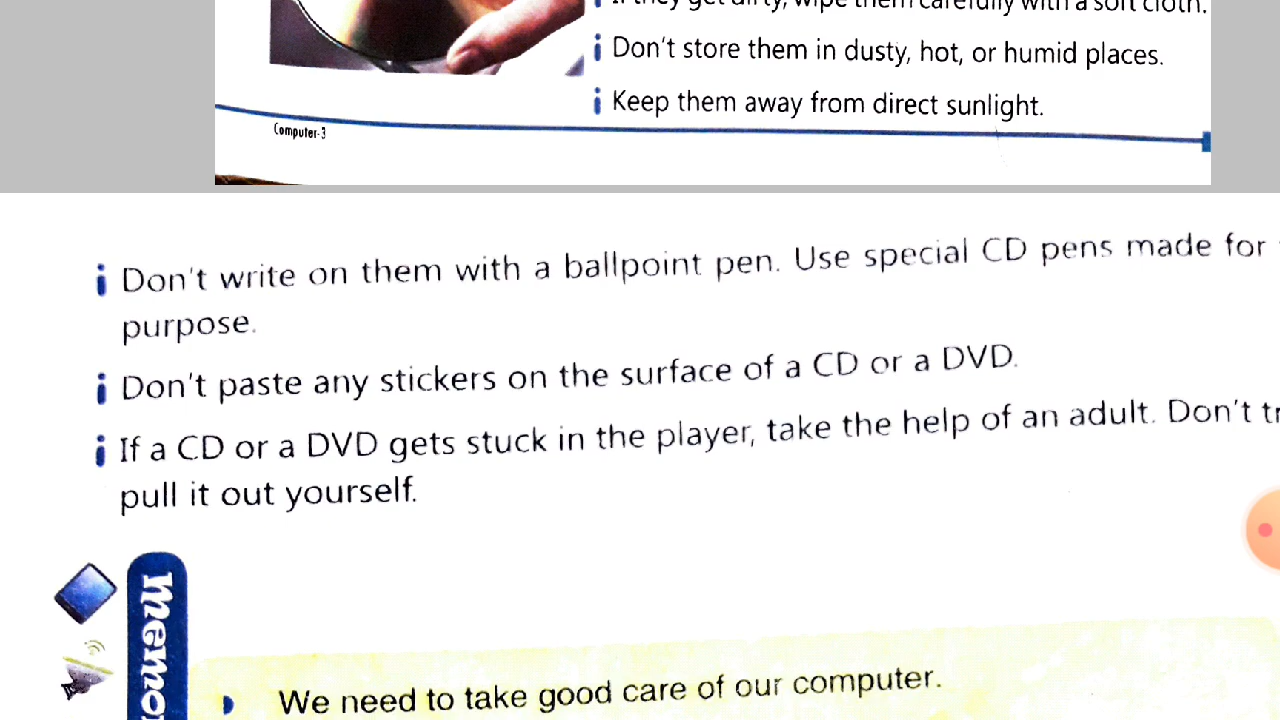 If they get dirty, wipe them carefully with a soft cloth.
Don't store them in dusty, hot, or humid places.
Keep them away from direct sunlight.
Computer-3
Don't write on them with a ballpoint pen. Use special CD pens made for
purpose.
Don't paste any stickers on the surface of a CD or a DVD.
If a CD or a DVD gets stuck in the player, take the help of an adult. Don't
pull it out yourself.
We need to take good care of our computer.